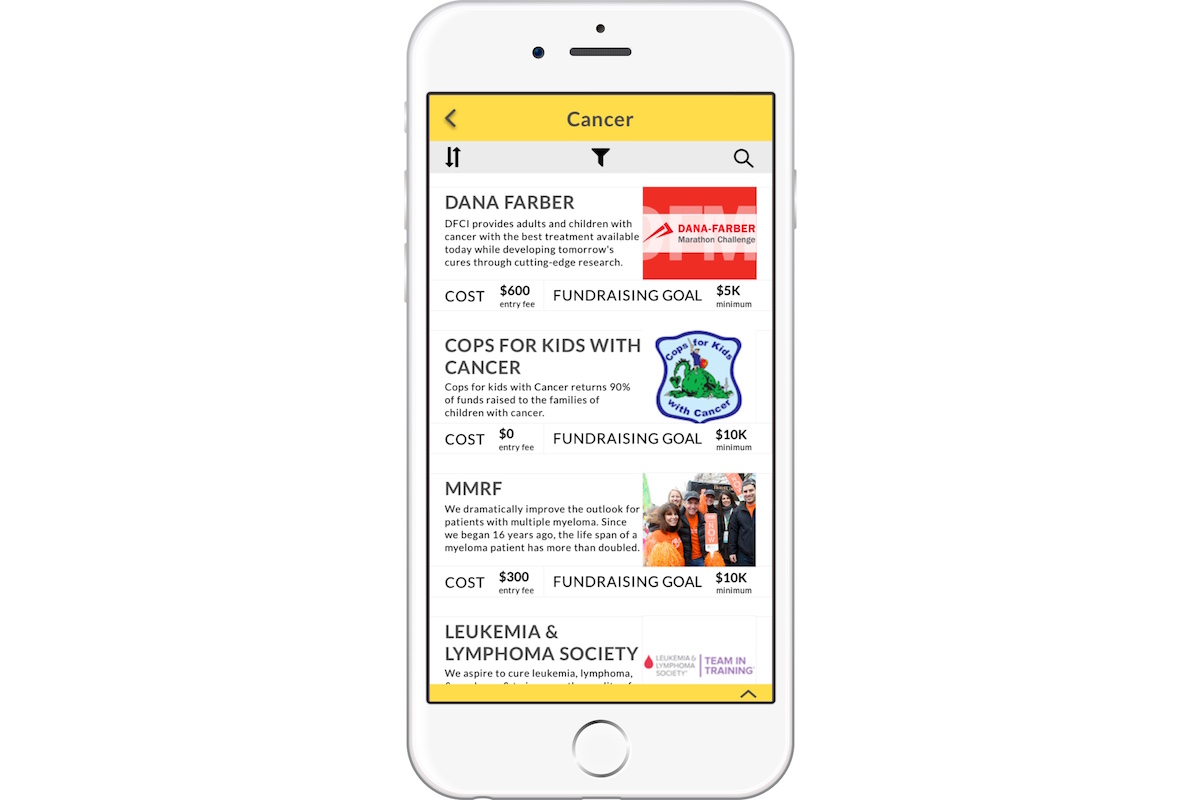 Cancer
DANA FARBER
DFCI provides adults and children with
cancer with the best treatment available
today while developing tomorrow's
cures through cutting-edge research.
DFM
DANA-FARBER
Marathon Challenge
COST $600 entry fee FUNDRAISING GOAL $5K minimum
COPS FOR KIDS WITH
CANCER
Cops for kids with Cancer returns 90%
of funds raised to the families of
children with cancer.
Cops for Kids
with Cancer
COST $0 entry fee FUNDRAISING GOAL $10K minimum
MMRF
We dramatically improve the outlook for
patients with multiple myeloma. Since
we began 16 years ago, the life span of a
myeloma patient has more than doubled.
COST $300 entry fee FUNDRAISING GOAL $10K minimum
LEUKEMIA &
LYMPHOMA SOCIETY
We aspire to cure leukemia, lymphoma,
LEUKEMIA &
LYMPHOMA
SOCIETY
TEAM IN
TRAINING